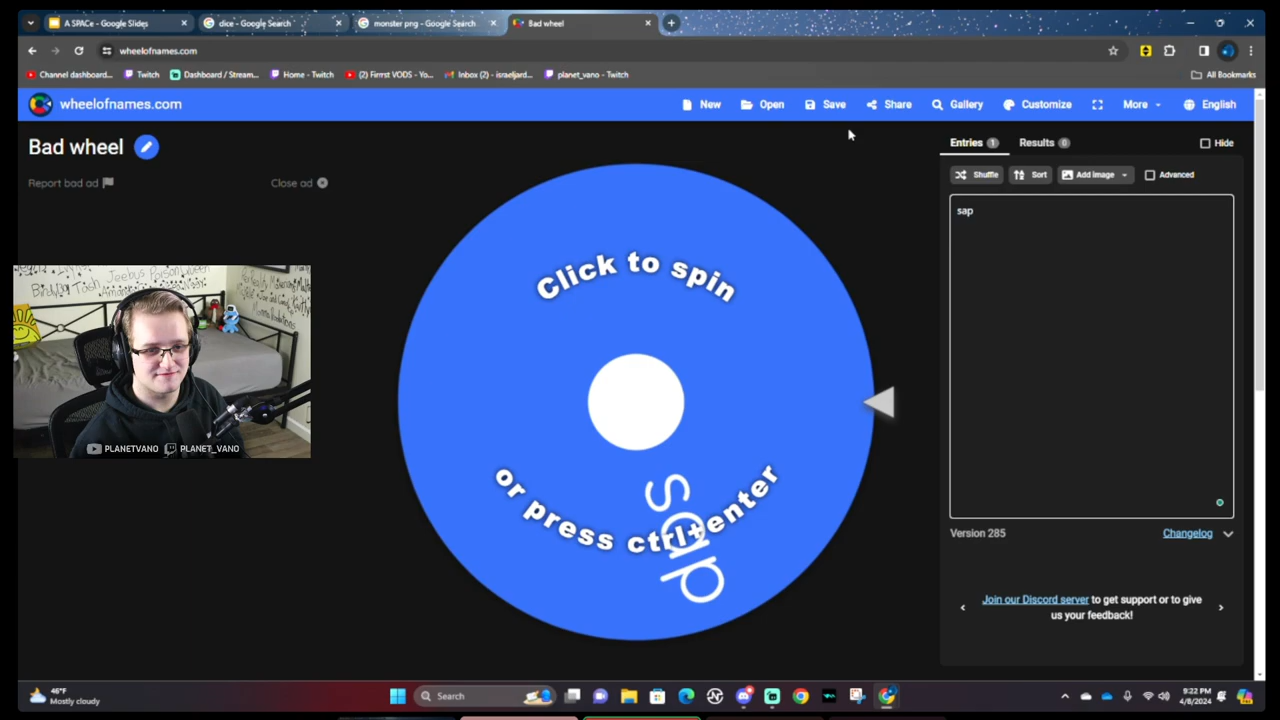 A SPACe - Google Slides
dice - Google Search
monster png - Google Search
Bad wheel
wheelofnames.com
Channel dashboard...
Twitch
Dashboard / Stream...
Home - Twitch
(2) Firrrst VODS - Yo...
Inbox (2) - israeljard...
planet_vano - Twitch
All Bookmarks
wheelofnames.com
New
Open
Save
Share
Gallery
Customize
More
English
Bad wheel
Report bad ad
Close ad
Entries 1
Results 0
Hide
Shuffle
Sort
Add image
Advanced
sap
Click to spin
or press ctrl+enter
sap
Jeebus Poison Queen
PLANETVANO
PLANET_VANO
Version 285
Changelog
Join our Discord server to get support or to give
us your feedback!
46°F
Mostly cloudy
Search
9:22 PM
4/8/2024